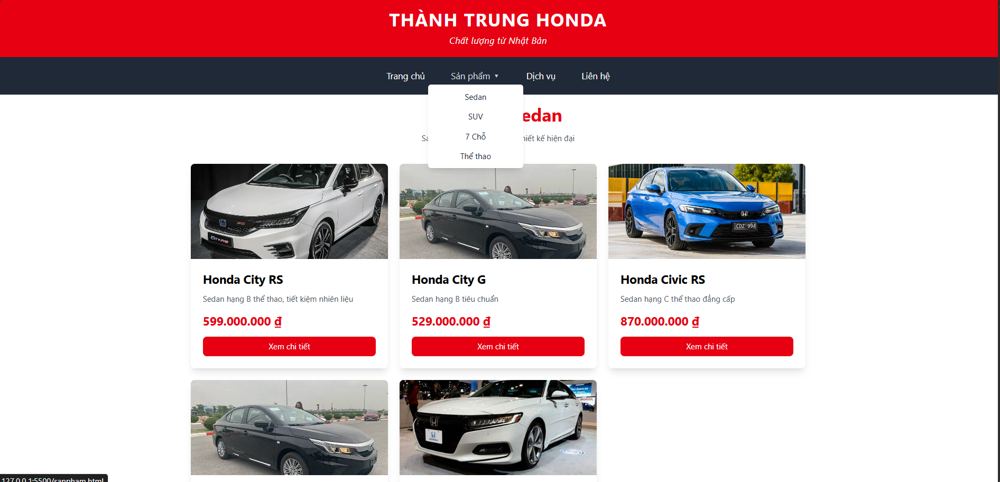 THÀNH TRUNG HONDA
Chất lượng từ Nhật Bản
Trang chủ Sản phẩm ▼ Dịch vụ Liên hệ
Sedan
SUV
7 Chỗ
Thể thao
edan
hiết kế hiện đại
CITY RS
CDZ·994
Honda City RS
Sedan hạng B thể thao, tiết kiệm nhiên liệu
599.000.000 ₫
Xem chi tiết
Honda City G
Sedan hạng B tiêu chuẩn
529.000.000 ₫
Xem chi tiết
Honda Civic RS
Sedan hạng C thể thao đẳng cấp
870.000.000 ₫
Xem chi tiết
HONDA
127.0.0.1:5500/sanpham.html